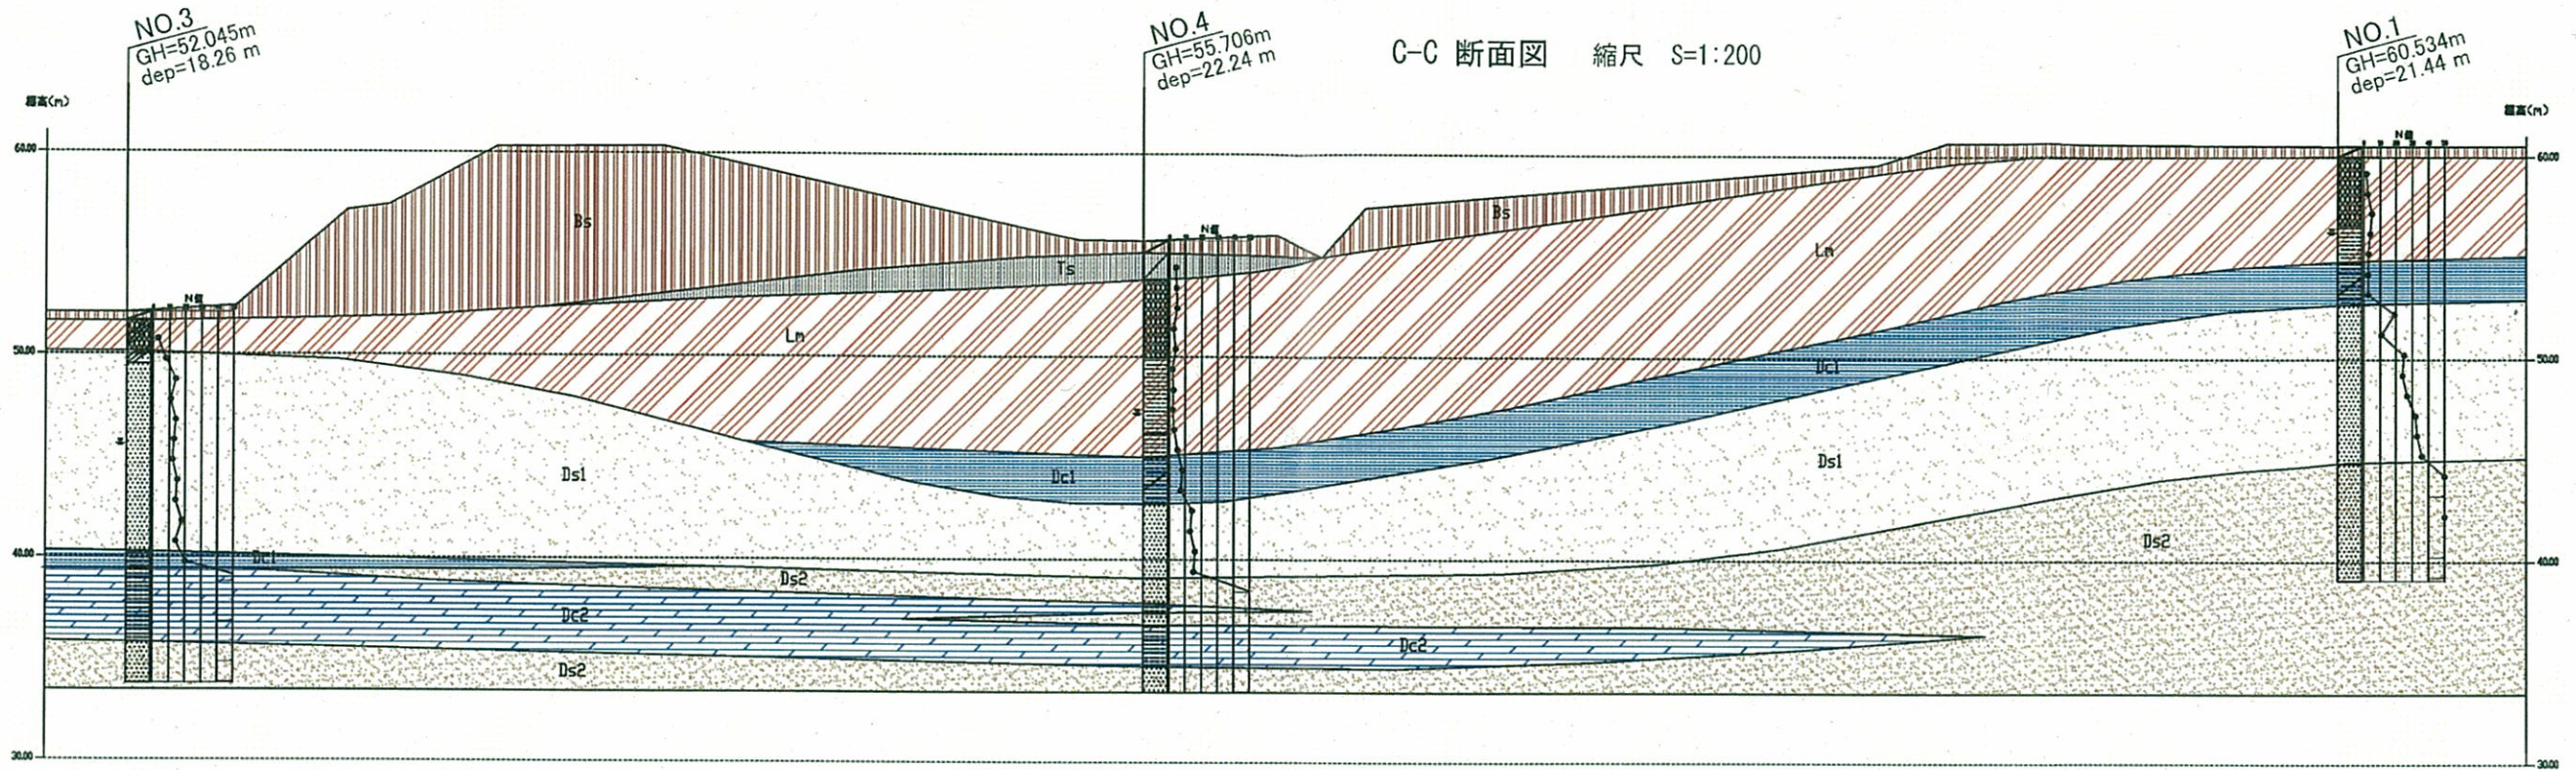 NO.3
GH=52.045m
dep=18.26 m
NO.4
GH=55.706m
dep=22.24 m
C-C 断面図 縮尺 S=1:200
NO.1
GH=60.534m
dep=21.44 m
標高(m)
標高(m)
N値
60.00
60.00
Bs
Bs
N値
Ts
Lm
N値
Lm
50.00
50.00
Dc1
Ds1
Ds1
Dc1
Ds2
40.00
Dc1
40.00
Ds2
Dc2
Dc2
Ds2
30.00
30.00